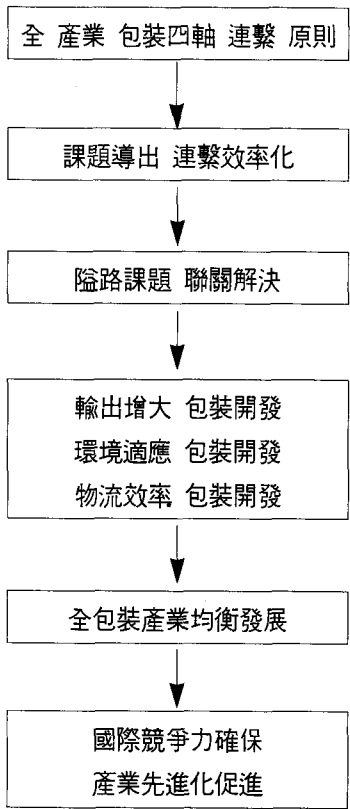 全 產業 包裝四軸 連繫 原則
課題導出 連繫效率化
隘路課題 聯關解決
輸出增大 包裝開發
環境適應 包裝開發
物流效率 包裝開發
全包裝產業均衡發展
國際競爭力確保
產業先進化促進